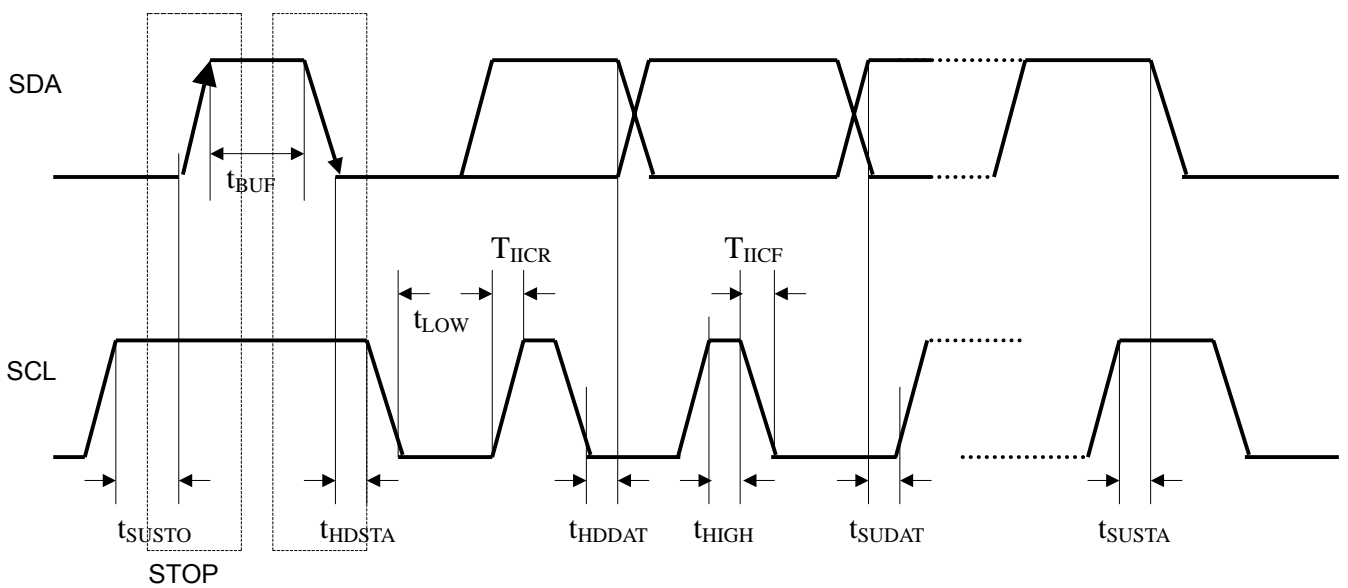 SDA
tBUF
TIICR
TIICF
tLOW
SCL
tSUSTO
tHDSTA
tHDDAT
tHIGH
tSUDAT
tSUSTA
STOP